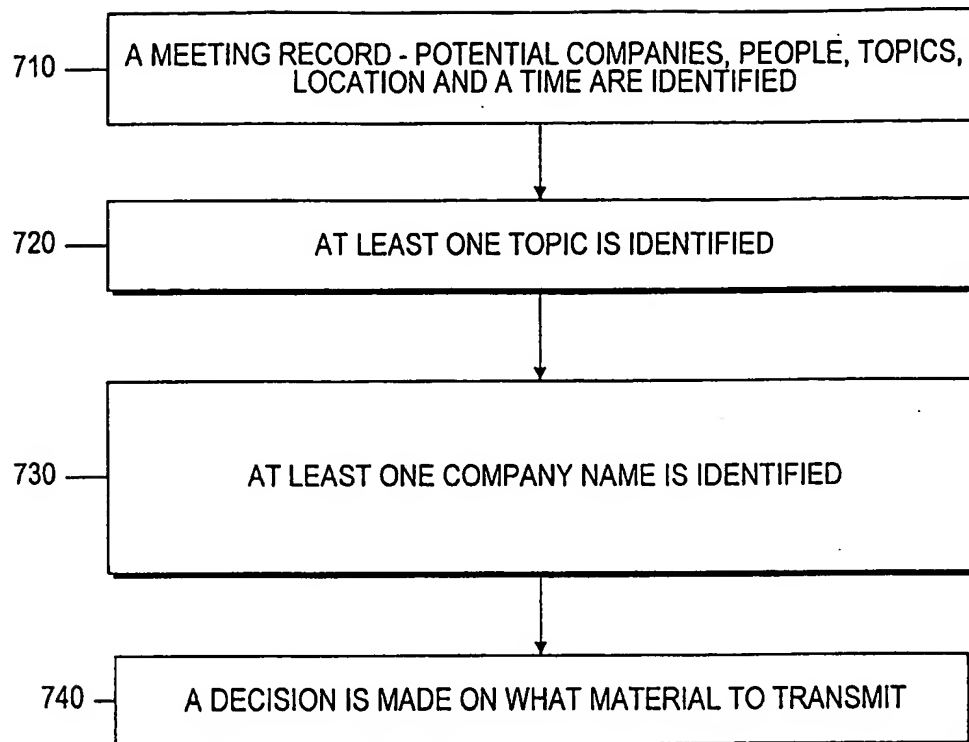 710 A MEETING RECORD - POTENTIAL COMPANIES, PEOPLE, TOPICS,
LOCATION AND A TIME ARE IDENTIFIED
720 AT LEAST ONE TOPIC IS IDENTIFIED
730 AT LEAST ONE COMPANY NAME IS IDENTIFIED
740 A DECISION IS MADE ON WHAT MATERIAL TO TRANSMIT